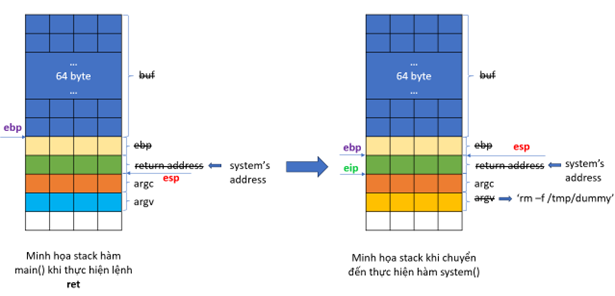 ...
64 byte
...
buf
ebp
ebp
return address
system's
address
esp
argc
argv
Minh họa stack hàm
main() khi thực hiện lệnh
ret
...
64 byte
...
buf
ebp
ebp
esp
eip
return address
system's
address
argc
argv
'rm –f /tmp/dummy'
Minh họa stack khi chuyển
đến thực hiện hàm system()